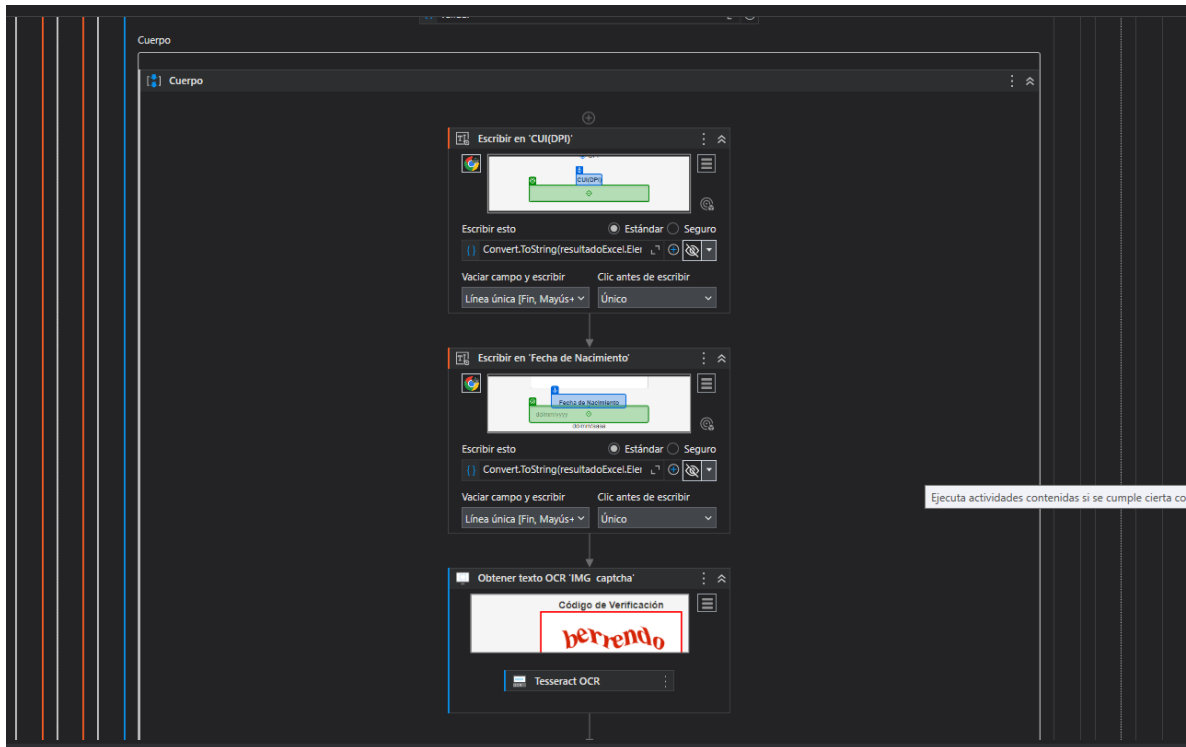 Cuerpo
Cuerpo
Escribir en 'CUI(DPI)'
CUI(DPI)
Escribir esto
Estándar
Seguro
Convert.ToString(resultadoExcel.Eler
Vaciar campo y escribir
Clic antes de escribir
Línea única [Fin, Mayús+
Único
Escribir en 'Fecha de Nacimiento'
Fecha de Nacimiento
Escribir esto
Estándar
Seguro
Convert.ToString(resultadoExcel.Eler
Ejecuta actividades contenidas si se cumple cierta co
Vaciar campo y escribir
Clic antes de escribir
Línea única [Fin, Mayús+
Único
Obtener texto OCR 'IMG captcha'
Código de Verificación
berrendo
Tesseract OCR